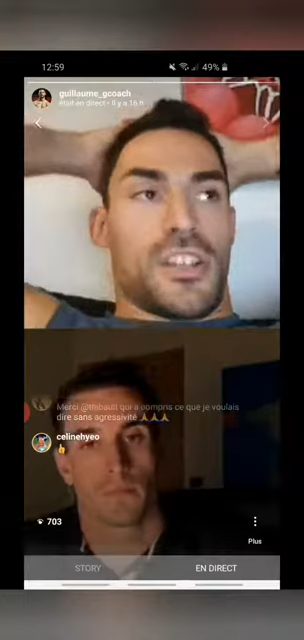 12:59
49%
guillaume_gcoach
était en direct • Il y a 16 h
Merci @thibault qui a compris ce que je voulais
dire sans agressivité 🙏🙏🙏
celinehyeo
👍
703
Plus
STORY
EN DIRECT